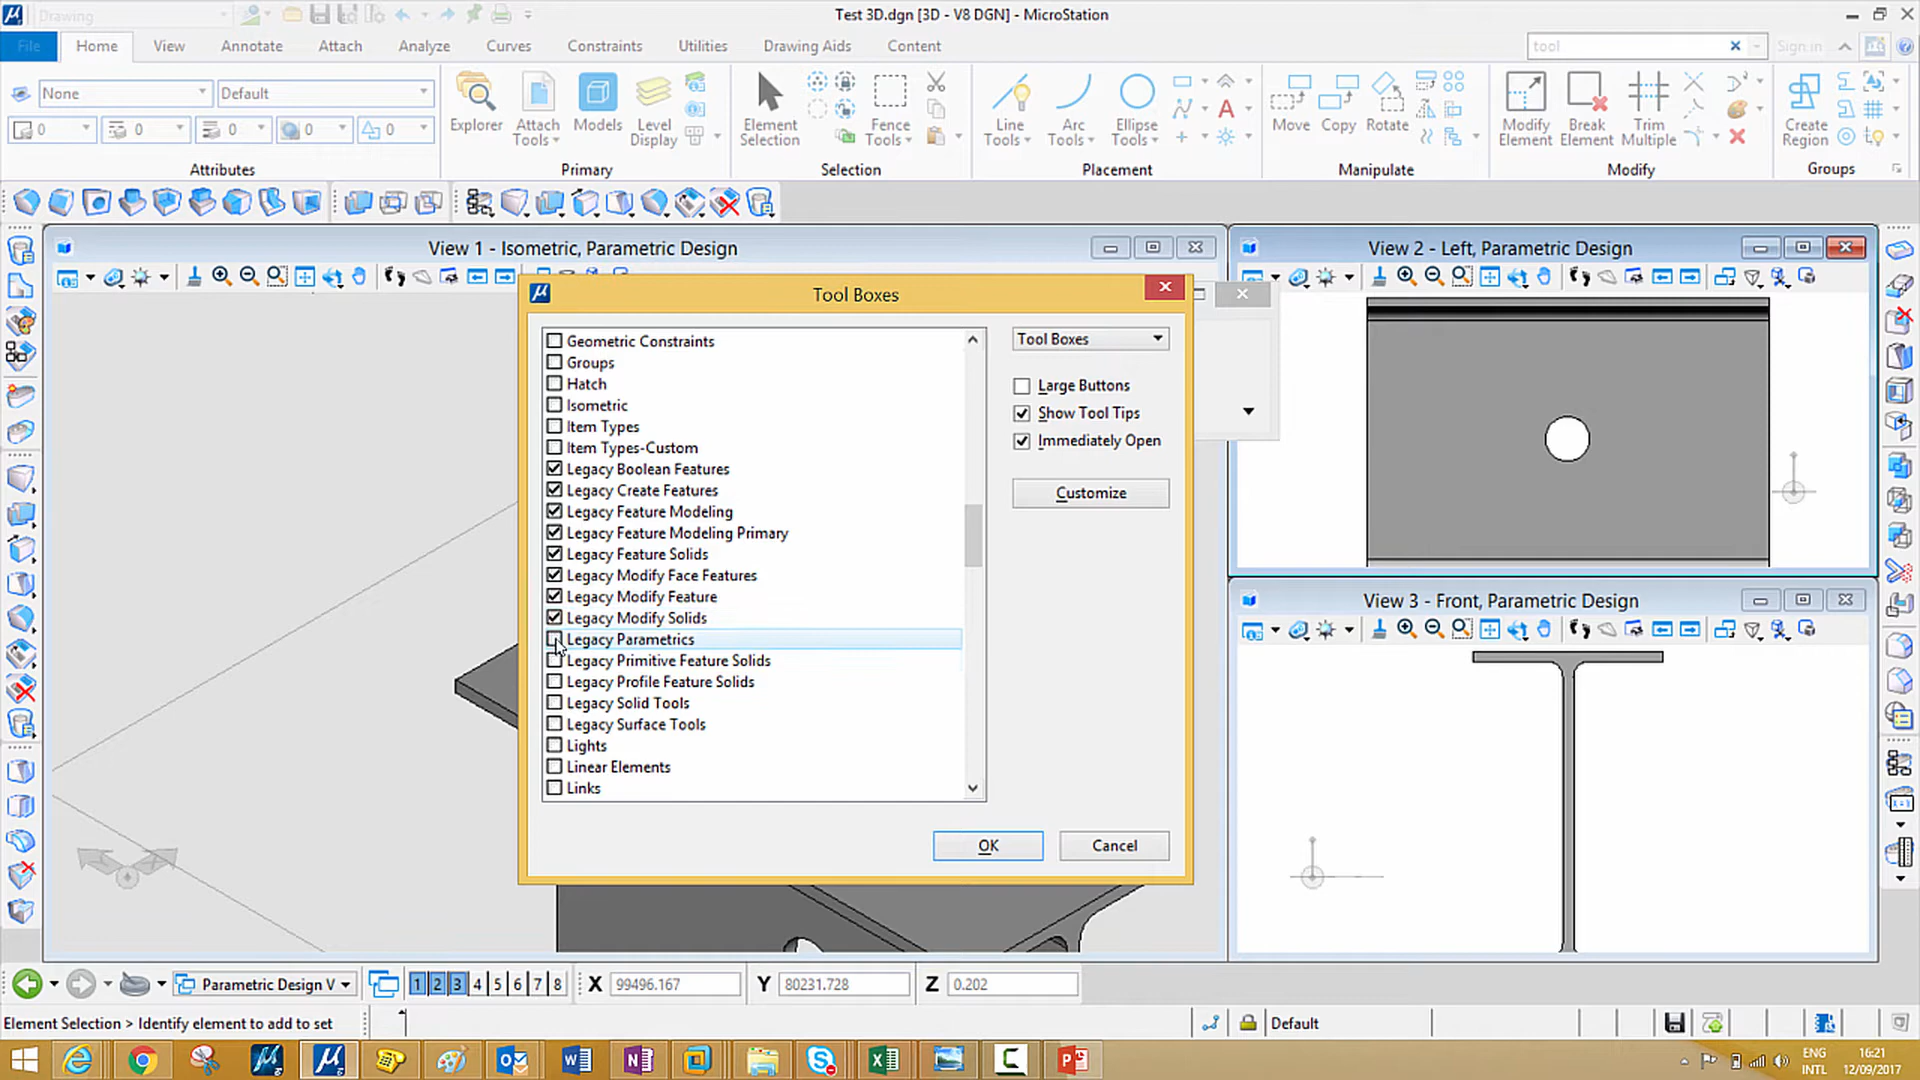 Drawing
Test 3D.dgn [3D - V8 DGN] - MicroStation
File Home View Annotate Attach Analyze Curves Constraints Utilities Drawing Aids Content
tool
Sign in
None
Default
0 0 0 0 0
Explorer
Attach Tools
Models
Level Display
Element Selection
Fence Tools
Line Tools
Arc Tools
Ellipse Tools
Move
Copy
Rotate
Modify Element
Break Element
Trim Multiple
Create Region
Attributes Primary Selection Placement Manipulate Modify Groups
View 1 - Isometric, Parametric Design
View 2 - Left, Parametric Design
Tool Boxes
Geometric Constraints
Groups
Hatch
Isometric
Item Types
Item Types-Custom
Legacy Boolean Features
Legacy Create Features
Legacy Feature Modeling
Legacy Feature Modeling Primary
Legacy Feature Solids
Legacy Modify Face Features
Legacy Modify Feature
Legacy Modify Solids
Legacy Parametrics
Legacy Primitive Feature Solids
Legacy Profile Feature Solids
Legacy Solid Tools
Legacy Surface Tools
Lights
Linear Elements
Links
Tool Boxes
Large Buttons
Show Tool Tips
Immediately Open
Customize
OK
Cancel
View 3 - Front, Parametric Design
Parametric Design V
1 2 3 4 5 6 7 8
X 99496.167
Y 80231.728
Z 0.202
Element Selection > Identify element to add to set
Default
ENG
INTL
16:21
12/09/2017